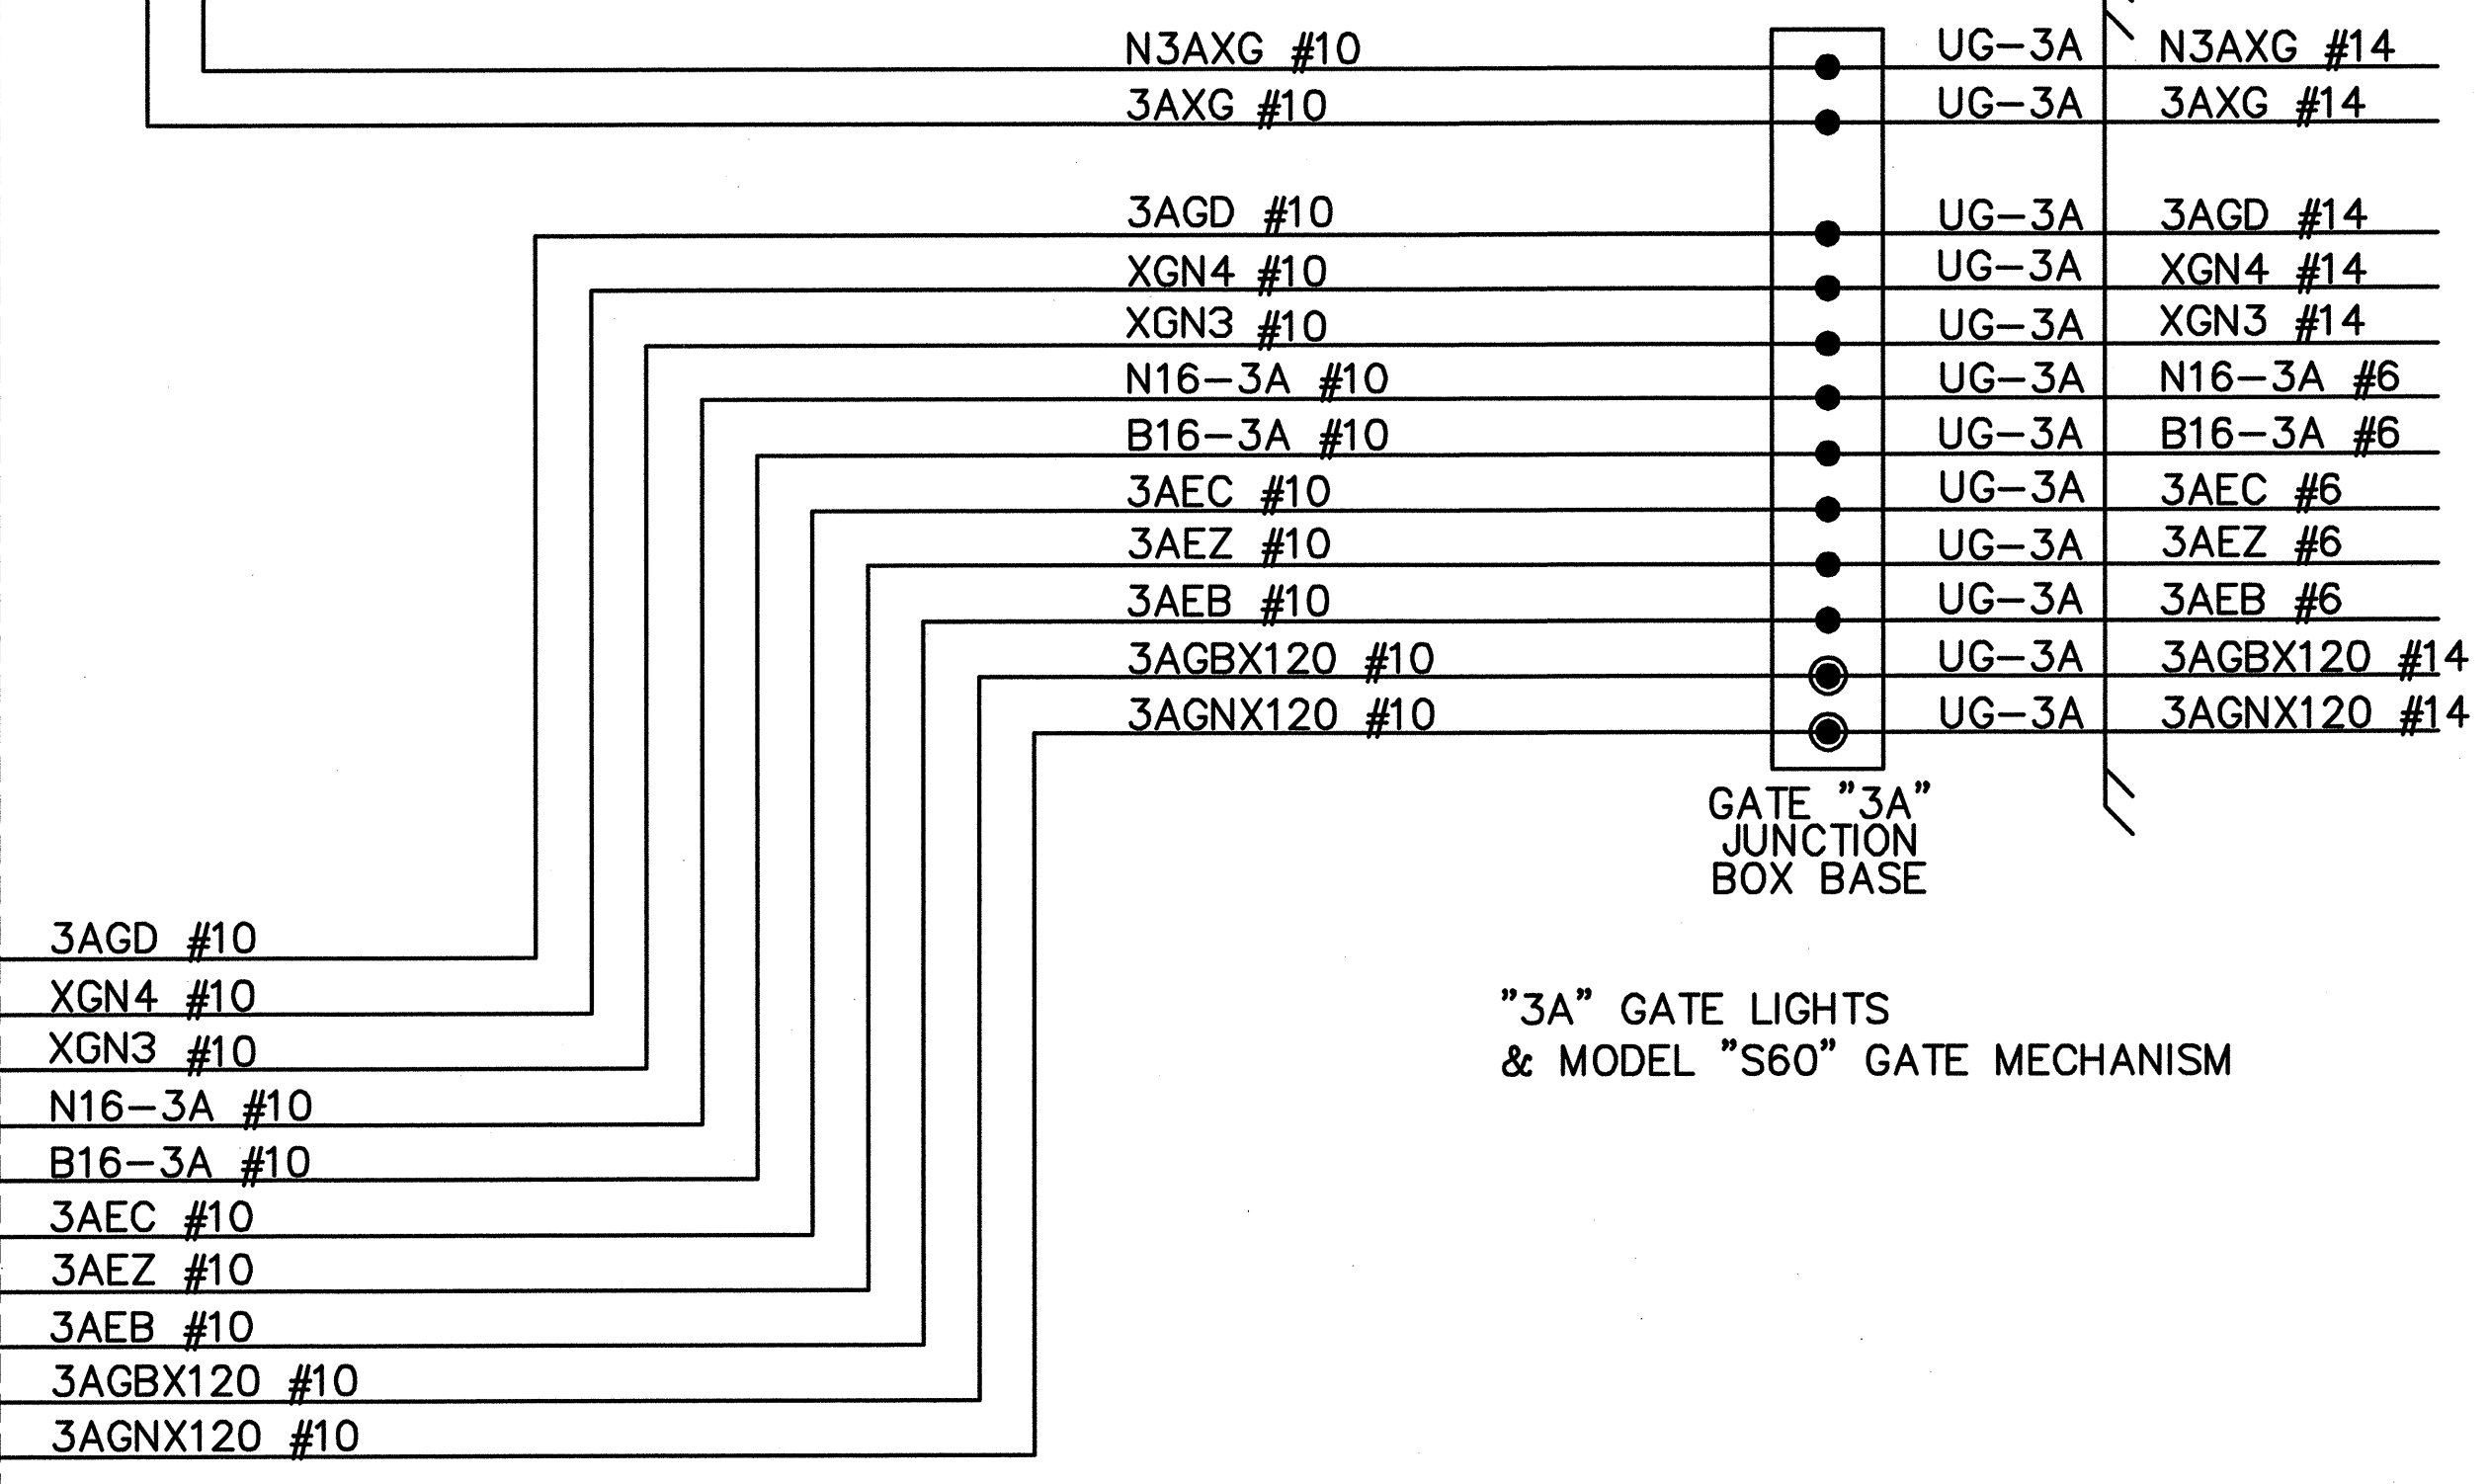 N3AXG #10 UG-3A N3AXG #14
3AXG #10 UG-3A 3AXG #14
3AGD #10 UG-3A 3AGD #14
XGN4 #10 UG-3A XGN4 #14
XGN3 #10 UG-3A XGN3 #14
N16-3A #10 UG-3A N16-3A #6
B16-3A #10 UG-3A B16-3A #6
3AEC #10 UG-3A 3AEC #6
3AEZ #10 UG-3A 3AEZ #6
3AEB #10 UG-3A 3AEB #6
3AGBX120 #10 UG-3A 3AGBX120 #14
3AGNX120 #10 UG-3A 3AGNX120 #14
GATE "3A"
JUNCTION
BOX BASE
"3A" GATE LIGHTS
& MODEL "S60" GATE MECHANISM
3AGD #10
XGN4 #10
XGN3 #10
N16-3A #10
B16-3A #10
3AEC #10
3AEZ #10
3AEB #10
3AGBX120 #10
3AGNX120 #10